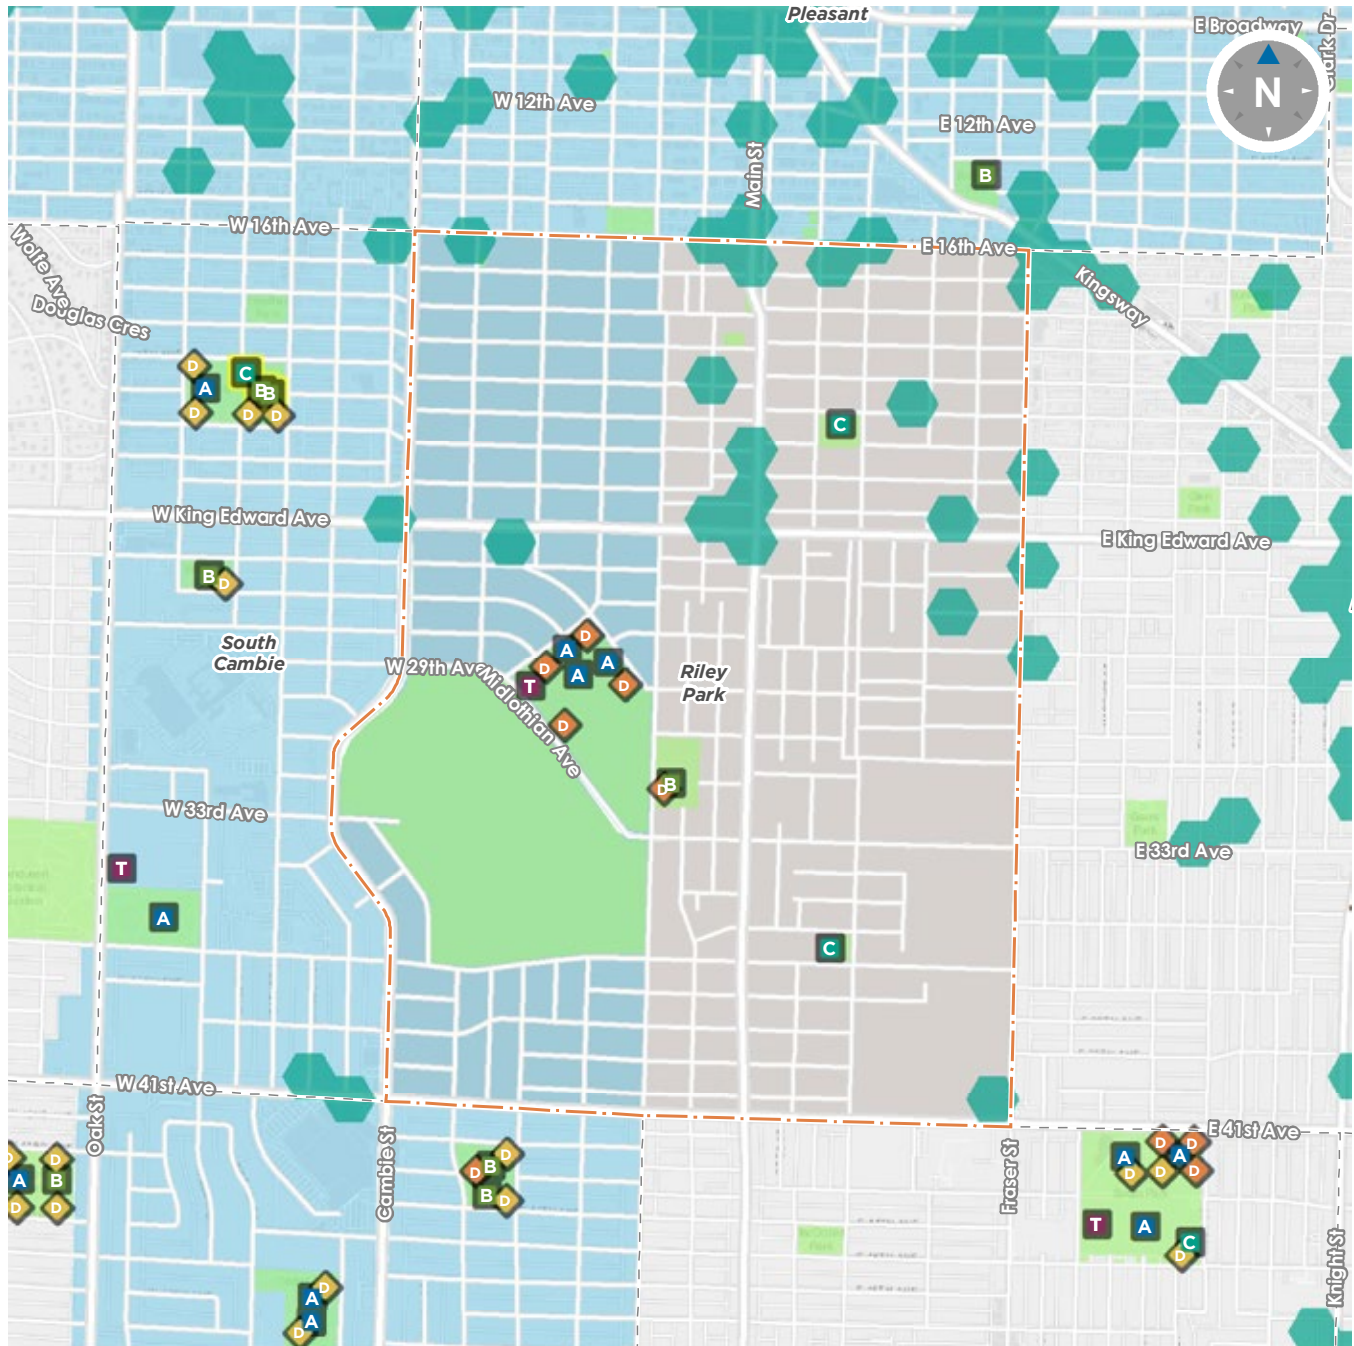 Pleasant
E Broadway
Clark Dr
N
W 12th Ave
E 12th Ave
Main St
B
W 16th Ave
E 16th Ave
Wolfe Ave
Douglas Cres
Kingsway
D
A
C
B
B
D
D
D
C
W King Edward Ave
E King Edward Ave
B
D
South
Cambie
D
A
A
D
A
T
D
D
W 29th Ave
Midlothian Ave
Riley
Park
B
D
W 33rd Ave
E 33rd Ave
T
A
C
W 41st Ave
E 41st Ave
Oak St
Cambie St
Fraser St
Knight St
D
D
A
B
D
D
D
B
D
B
D
D
D
A
A
D
D
D
T
A
C
D
D
A
A
D